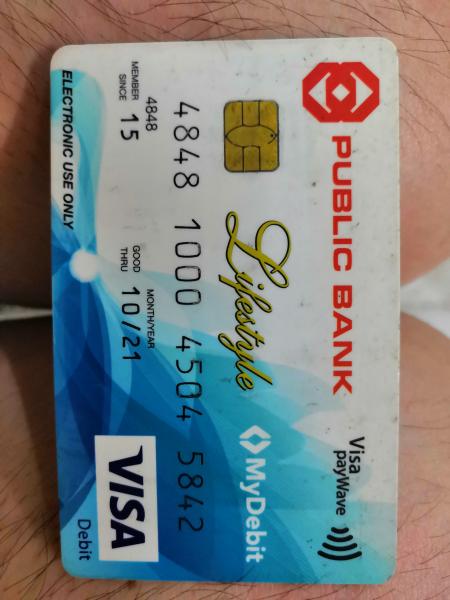 PUBLIC BANK
Visa
payWave
Lifestyle
MyDebit
4848 1000 4504 5842
4848
MEMBER
SINCE
15
GOOD
THRU
MONTH/YEAR
10/21
VISA
Debit
ELECTRONIC USE ONLY